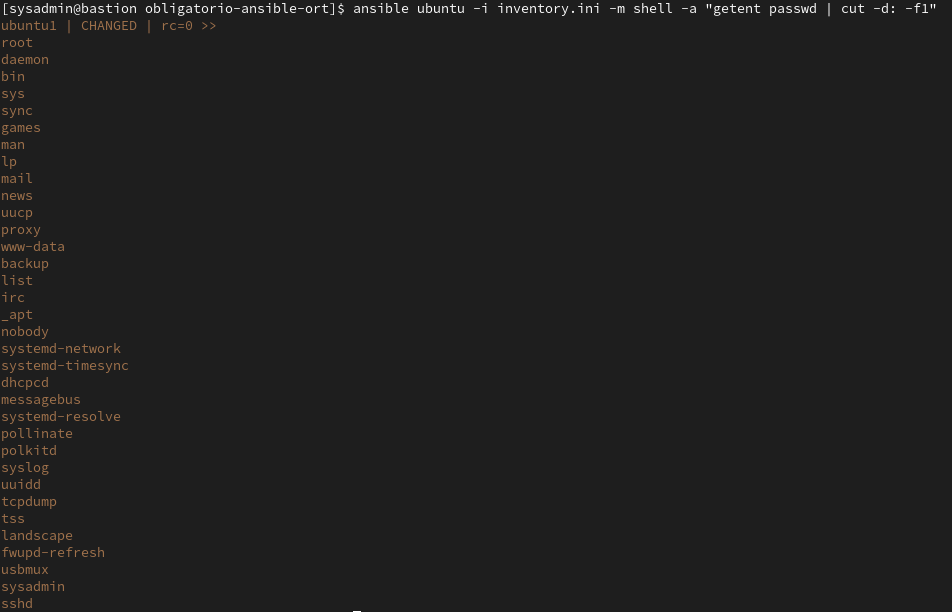 [sysadmin@bastion obligatorio-ansible-ort]$ ansible ubuntu -i inventory.ini -m shell -a "getent passwd | cut -d: -f1"
ubuntu1 | CHANGED | rc=0 >>
root
daemon
bin
sys
sync
games
man
lp
mail
news
uucp
proxy
www-data
backup
list
irc
_apt
nobody
systemd-network
systemd-timesync
dhcpcd
messagebus
systemd-resolve
pollinate
polkitd
syslog
uuidd
tcpdump
tss
landscape
fwupd-refresh
usbmux
sysadmin
sshd